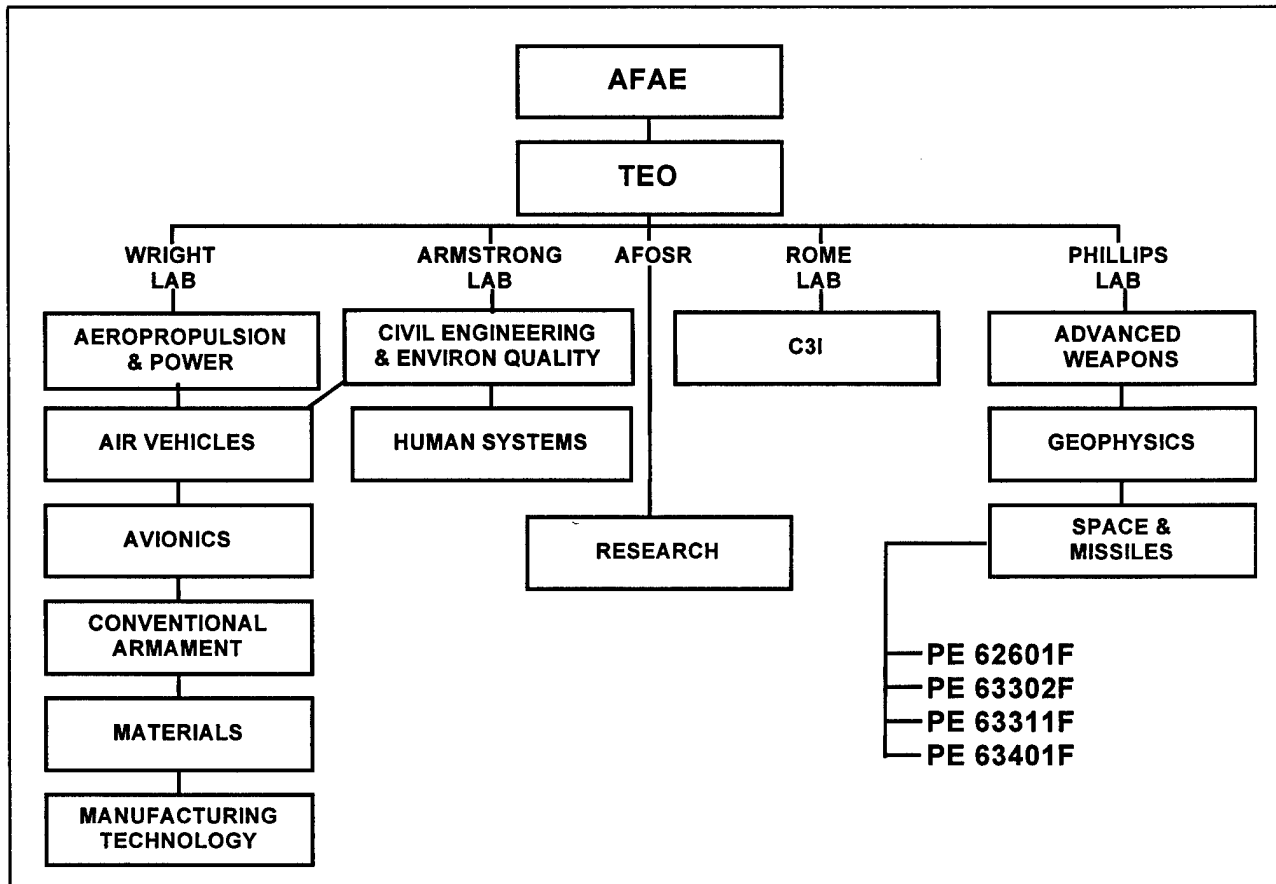 AFAE
TEO
WRIGHT
LAB
ARMSTRONG
LAB
AFOSR
ROME
LAB
PHILLIPS
LAB
AEROPROPULSION
& POWER
CIVIL ENGINEERING
& ENVIRON QUALITY
C3I
ADVANCED
WEAPONS
AIR VEHICLES
HUMAN SYSTEMS
GEOPHYSICS
AVIONICS
RESEARCH
SPACE &
MISSILES
CONVENTIONAL
ARMAMENT
PE 62601F
PE 63302F
PE 63311F
PE 63401F
MATERIALS
MANUFACTURING
TECHNOLOGY